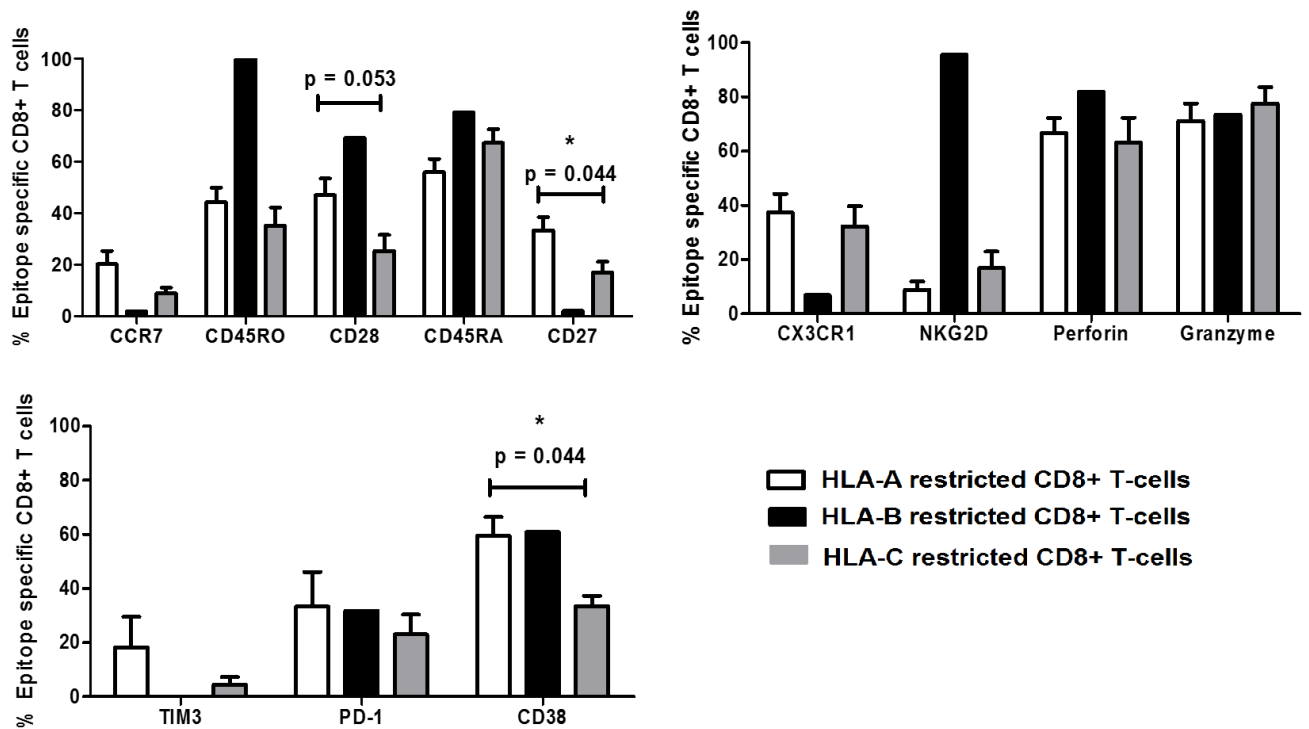 % Epitope specific CD8+ T cells
100
80
60
40
20
0
p = 0.053
*
p = 0.044
CCR7 CD45RO CD28 CD45RA CD27
% Epitope specific CD8+ T cells
100
80
60
40
20
0
CX3CR1 NKG2D Perforin Granzyme
% Epitope specific CD8+ T cells
100
80
60
40
20
0
*
p = 0.044
TIM3 PD-1 CD38
HLA-A restricted CD8+ T-cells
HLA-B restricted CD8+ T-cells
HLA-C restricted CD8+ T-cells